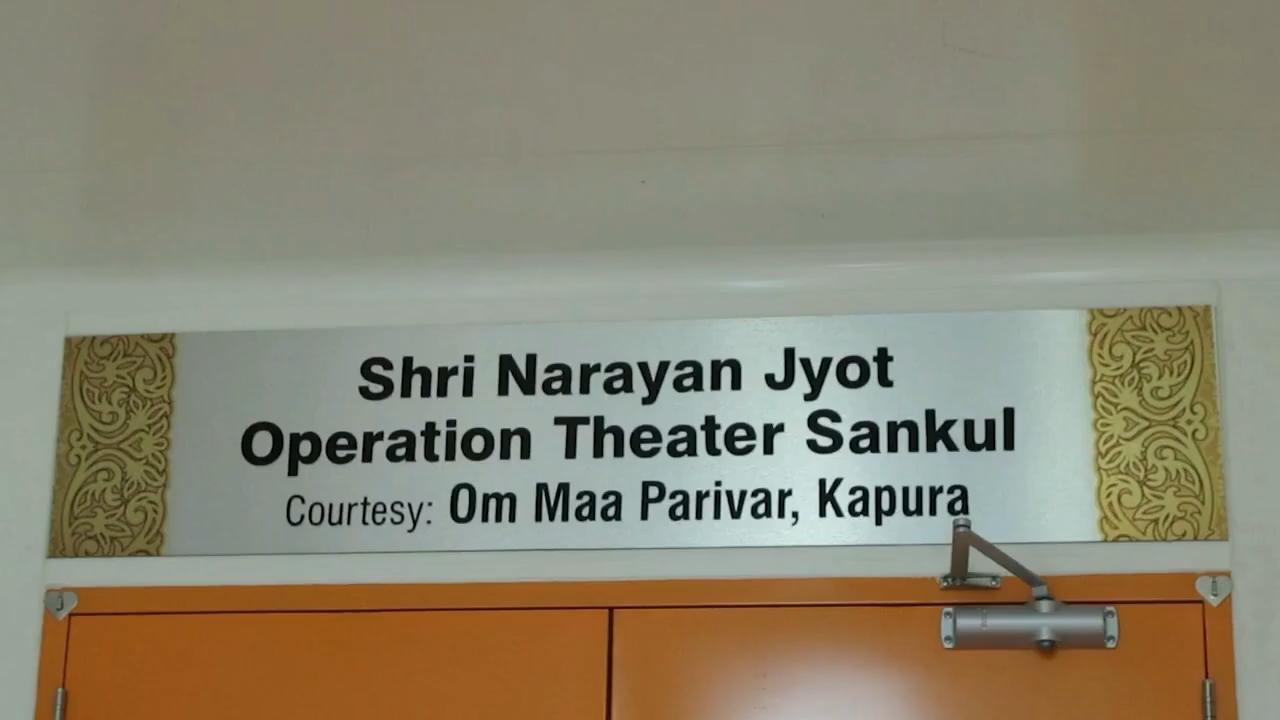 Shri Narayan Jyot
Operation Theater Sankul
Courtesy: Om Maa Parivar, Kapura